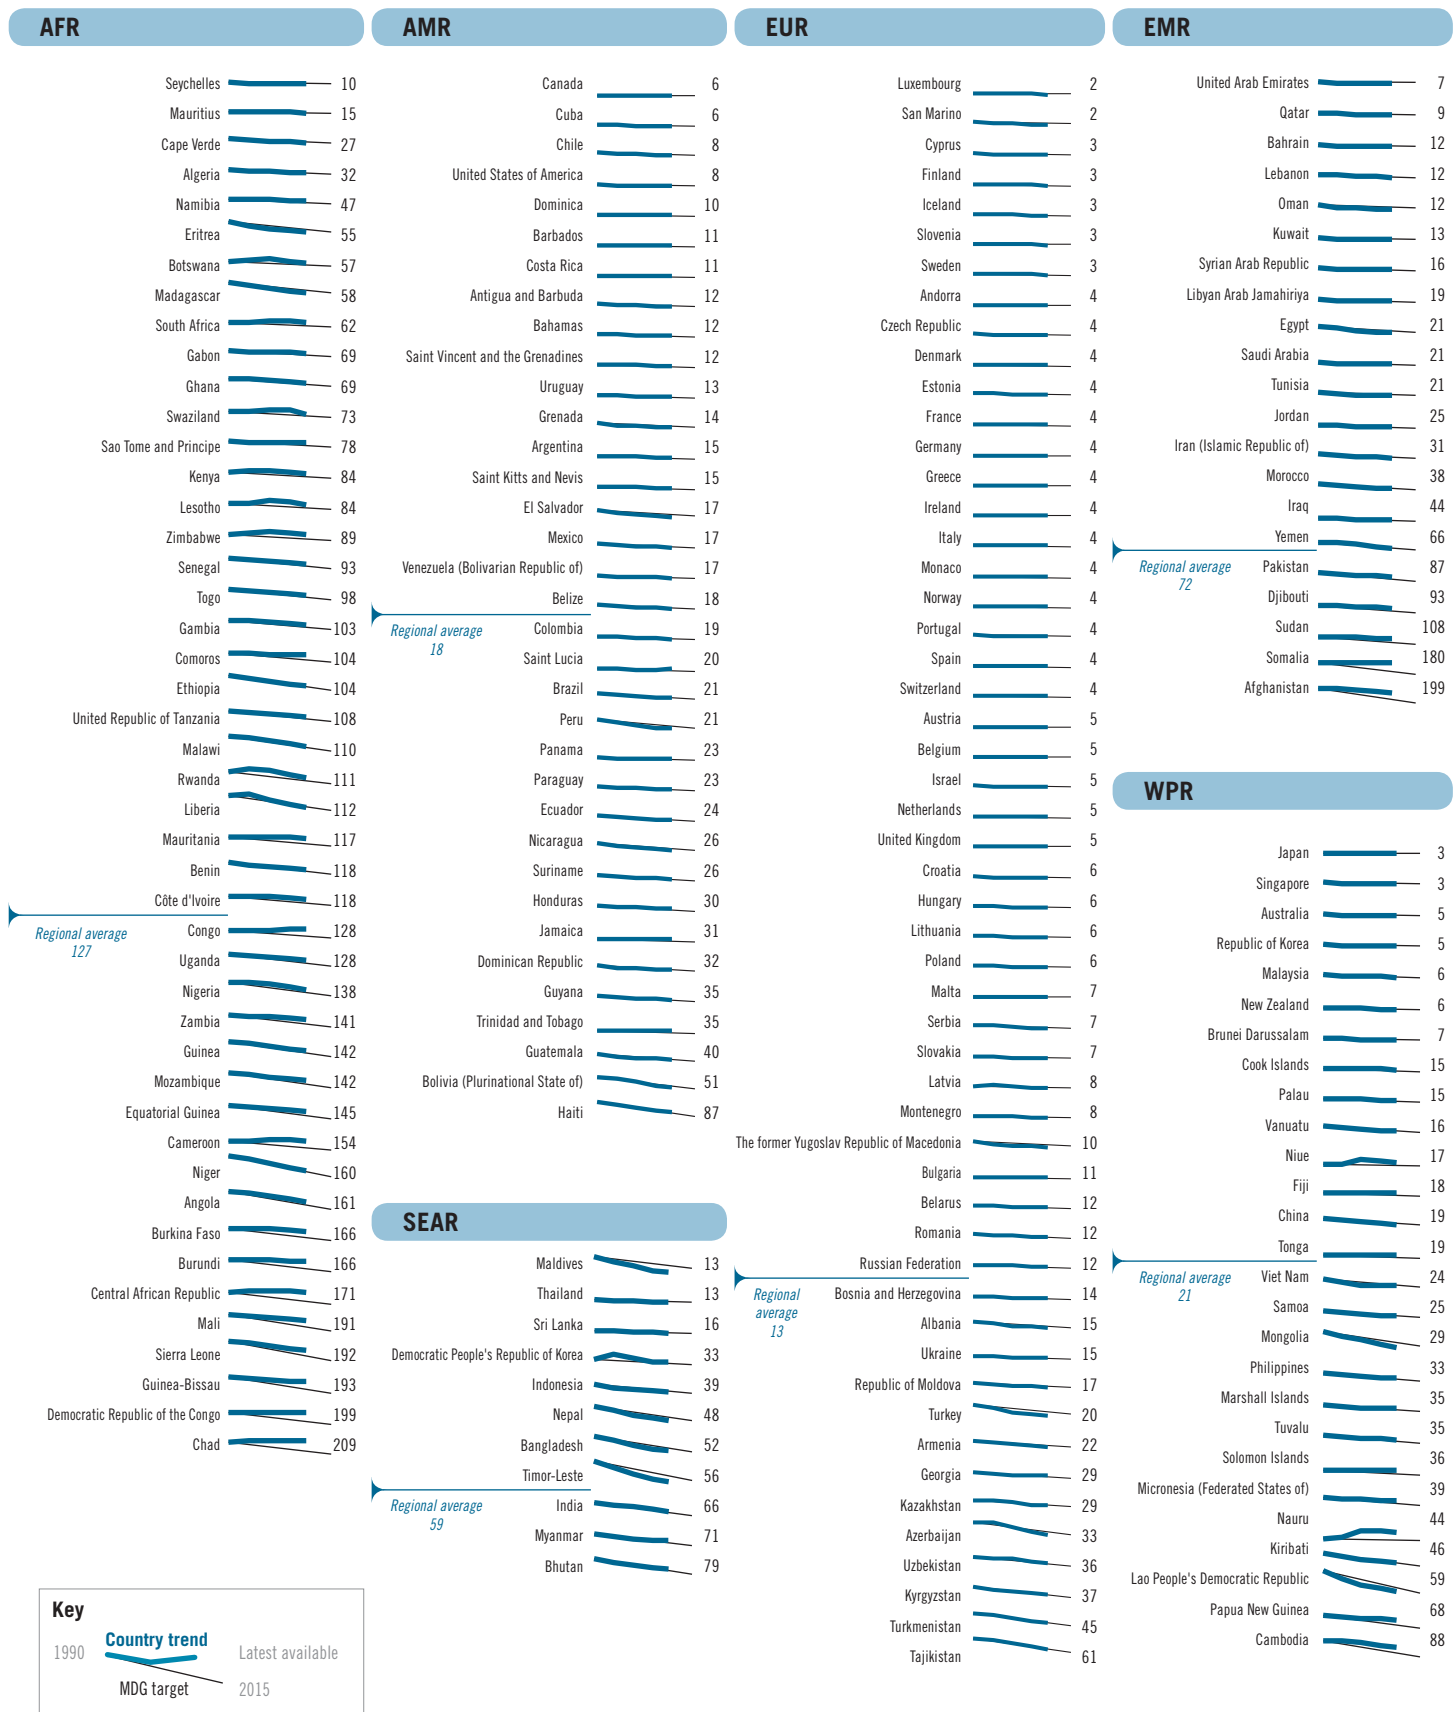 AFR
Seychelles 10
Mauritius 15
Cape Verde 27
Algeria 32
Namibia 47
Eritrea 55
Botswana 57
Madagascar 58
South Africa 62
Gabon 69
Ghana 69
Swaziland 73
Sao Tome and Principe 78
Kenya 84
Lesotho 84
Zimbabwe 89
Senegal 93
Togo 98
Gambia 103
Comoros 104
Ethiopia 104
United Republic of Tanzania 108
Malawi 110
Rwanda 111
Liberia 112
Mauritania 117
Benin 118
Côte d'Ivoire 118
Regional average
127
Congo 128
Uganda 128
Nigeria 138
Zambia 141
Guinea 142
Mozambique 142
Equatorial Guinea 145
Cameroon 154
Niger 160
Angola 161
Burkina Faso 166
Burundi 166
Central African Republic 171
Mali 191
Sierra Leone 192
Guinea-Bissau 193
Democratic Republic of the Congo 199
Chad 209
Key
1990 Country trend Latest available
MDG target 2015
AMR
Canada 6
Cuba 6
Chile 8
United States of America 8
Dominica 10
Barbados 11
Costa Rica 11
Antigua and Barbuda 12
Bahamas 12
Saint Vincent and the Grenadines 12
Uruguay 13
Grenada 14
Argentina 15
Saint Kitts and Nevis 15
El Salvador 17
Mexico 17
Venezuela (Bolivarian Republic of) 17
Belize 18
Regional average
18
Colombia 19
Saint Lucia 20
Brazil 21
Peru 21
Panama 23
Paraguay 23
Ecuador 24
Nicaragua 26
Suriname 26
Honduras 30
Jamaica 31
Dominican Republic 32
Guyana 35
Trinidad and Tobago 35
Guatemala 40
Bolivia (Plurinational State of) 51
Haiti 87
SEAR
Maldives 13
Thailand 13
Sri Lanka 16
Democratic People's Republic of Korea 33
Indonesia 39
Nepal 48
Bangladesh 52
Timor-Leste 56
Regional average
59
India 66
Myanmar 71
Bhutan 79
EUR
Luxembourg 2
San Marino 2
Cyprus 3
Finland 3
Iceland 3
Slovenia 3
Sweden 3
Andorra 4
Czech Republic 4
Denmark 4
Estonia 4
France 4
Germany 4
Greece 4
Ireland 4
Italy 4
Monaco 4
Norway 4
Portugal 4
Spain 4
Switzerland 4
Austria 5
Belgium 5
Israel 5
Netherlands 5
United Kingdom 5
Croatia 6
Hungary 6
Lithuania 6
Poland 6
Malta 7
Serbia 7
Slovakia 7
Latvia 8
Montenegro 8
The former Yugoslav Republic of Macedonia 10
Bulgaria 11
Belarus 12
Romania 12
Russian Federation 12
Regional
average
13
Bosnia and Herzegovina 14
Albania 15
Ukraine 15
Republic of Moldova 17
Turkey 20
Armenia 22
Georgia 29
Kazakhstan 29
Azerbaijan 33
Uzbekistan 36
Kyrgyzstan 37
Turkmenistan 45
Tajikistan 61
EMR
United Arab Emirates 7
Qatar 9
Bahrain 12
Lebanon 12
Oman 12
Kuwait 13
Syrian Arab Republic 16
Libyan Arab Jamahiriya 19
Egypt 21
Saudi Arabia 21
Tunisia 21
Jordan 25
Iran (Islamic Republic of) 31
Morocco 38
Iraq 44
Yemen 66
Regional average
72
Pakistan 87
Djibouti 93
Sudan 108
Somalia 180
Afghanistan 199
WPR
Japan 3
Singapore 3
Australia 5
Republic of Korea 5
Malaysia 6
New Zealand 6
Brunei Darussalam 7
Cook Islands 15
Palau 15
Vanuatu 16
Niue 17
Fiji 18
China 19
Tonga 19
Regional average
21
Viet Nam 24
Samoa 25
Mongolia 29
Philippines 33
Marshall Islands 35
Tuvalu 35
Solomon Islands 36
Micronesia (Federated States of) 39
Nauru 44
Kiribati 46
Lao People's Democratic Republic 59
Papua New Guinea 68
Cambodia 88